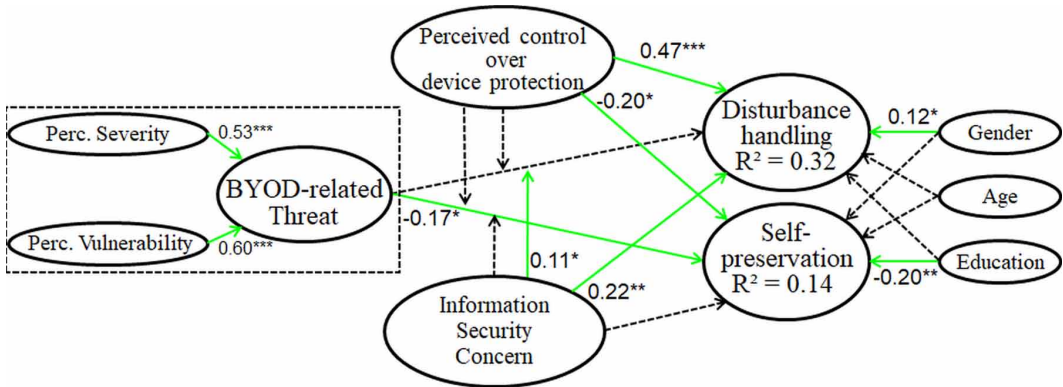 Perceived control
over
device protection
0.47***
-0.20*
Disturbance
handling
R² = 0.32
0.12*
Gender
Perc. Severity
0.53***
BYOD-related
Threat
-0.17*
Age
Perc. Vulnerability
0.60***
Self-
preservation
R² = 0.14
Education
-0.20**
0.11*
0.22**
Information
Security
Concern